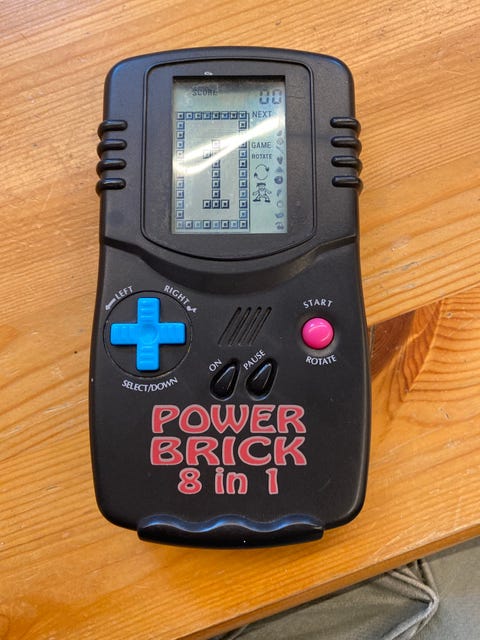 SCORE
00
NEXT
GAME
ROTATE
LEFT
RIGHT
SELECT/DOWN
START
ROTATE
ON
PAUSE
POWER
BRICK
8 in 1